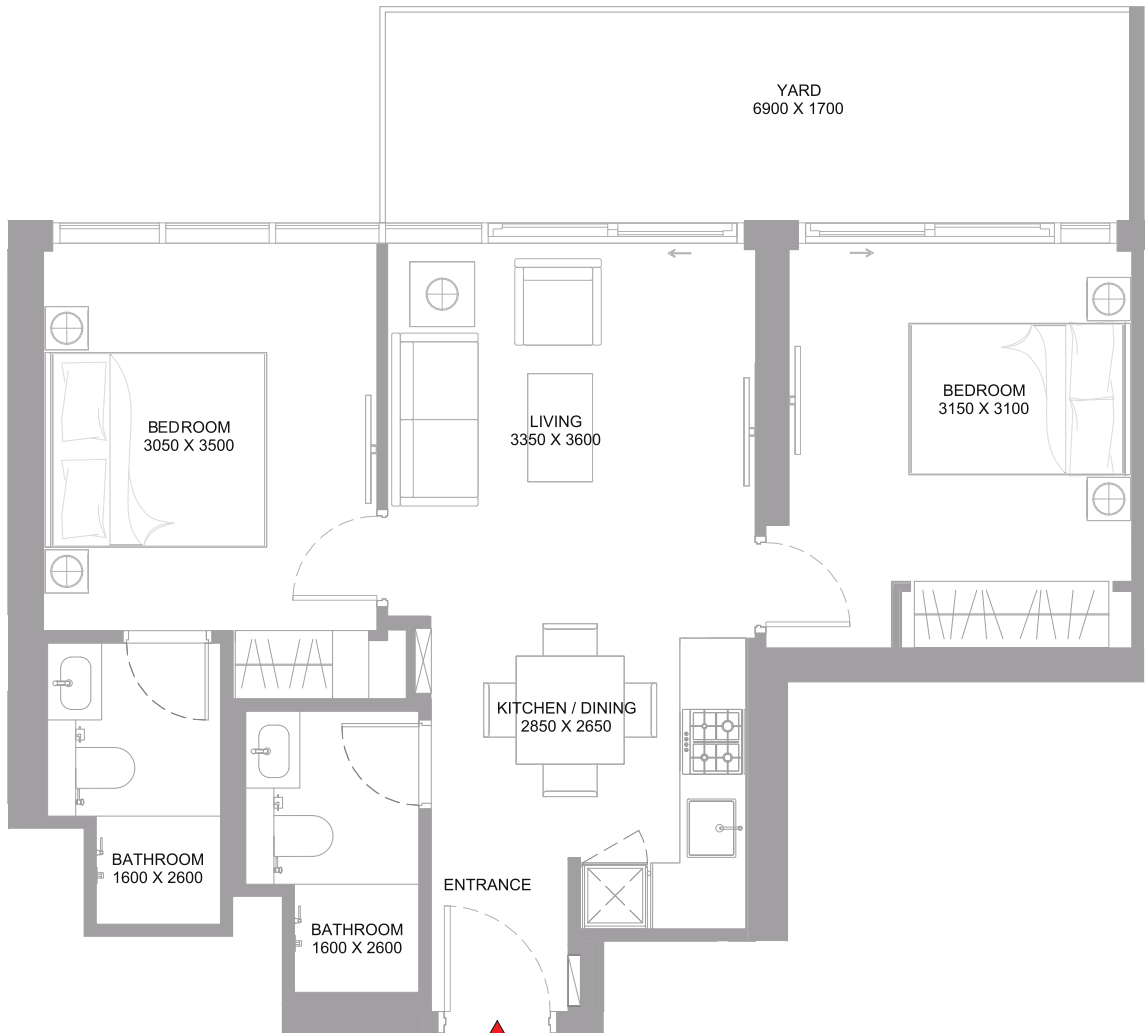 YARD
6900 X 1700
BEDROOM
3050 X 3500
LIVING
3350 X 3600
BEDROOM
3150 X 3100
KITCHEN / DINING
2850 X 2650
BATHROOM
1600 X 2600
ENTRANCE
BATHROOM
1600 X 2600